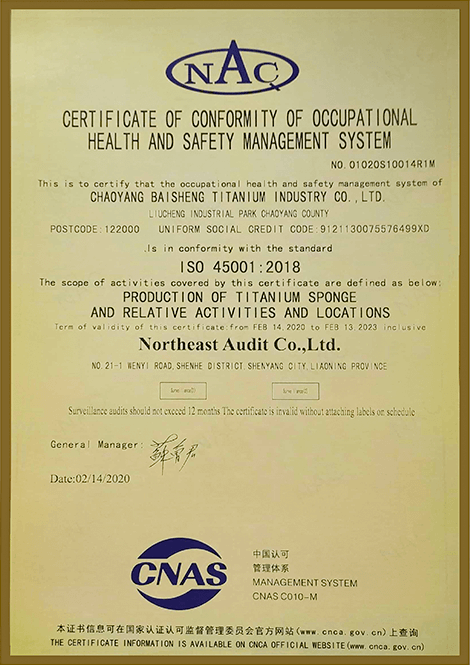 NAC
CERTIFICATE OF CONFORMITY OF OCCUPATIONAL
HEALTH AND SAFETY MANAGEMENT SYSTEM
NO. 01020S10014R1M
This is to certify that the occupational health and safety management system of
CHAOYANG BAISHENG TITANIUM INDUSTRY CO., LTD.
LIUCHENG INDUSTRIAL PARK CHAOYANG COUNTY
POSTCODE: 122000 UNIFORM SOCIAL CREDIT CODE: 9121130075576499XD
.Is in conformity with the standard
ISO 45001:2018
The scope of activities covered by this certificate are defined as below:
PRODUCTION OF TITANIUM SPONGE
AND RELATIVE ACTIVITIES AND LOCATIONS
Term of validity of this certificate:from FEB 14, 2020 to FEB 13, 2023 inclusive
Northeast Audit Co.,Ltd.
NO. 21-1 WENYI ROAD, SHENHE DISTRICT, SHENYANG CITY, LIAONING PROVINCE
Surveillance audits should not exceed 12 months The certificate is invalid without attaching labels on schedule
General Manager:
Date:02/14/2020
CNAS
中国认可
管理体系
MANAGEMENT SYSTEM
CNAS C010-M
本证书信息可在国家认证认可监督管理委员会官方网站(www.cnca.gov.cn)上查询
THE CERTIFICATE INFORMATION IS AVAILABLE ON CNCA OFFICIAL WEBSITE(www.cnca.gov.cn)